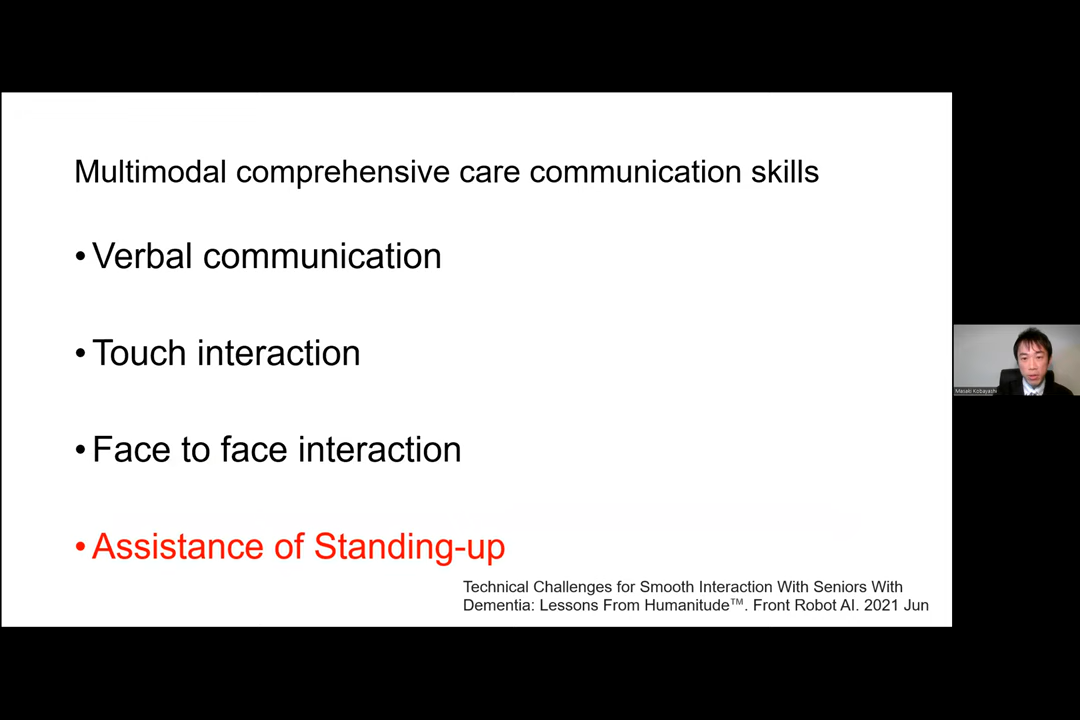 Multimodal comprehensive care communication skills
• Verbal communication
• Touch interaction
• Face to face interaction
• Assistance of Standing-up
Technical Challenges for Smooth Interaction With Seniors With
Dementia: Lessons From Humanitude™. Front Robot AI. 2021 Jun
Masaki Kobayashi